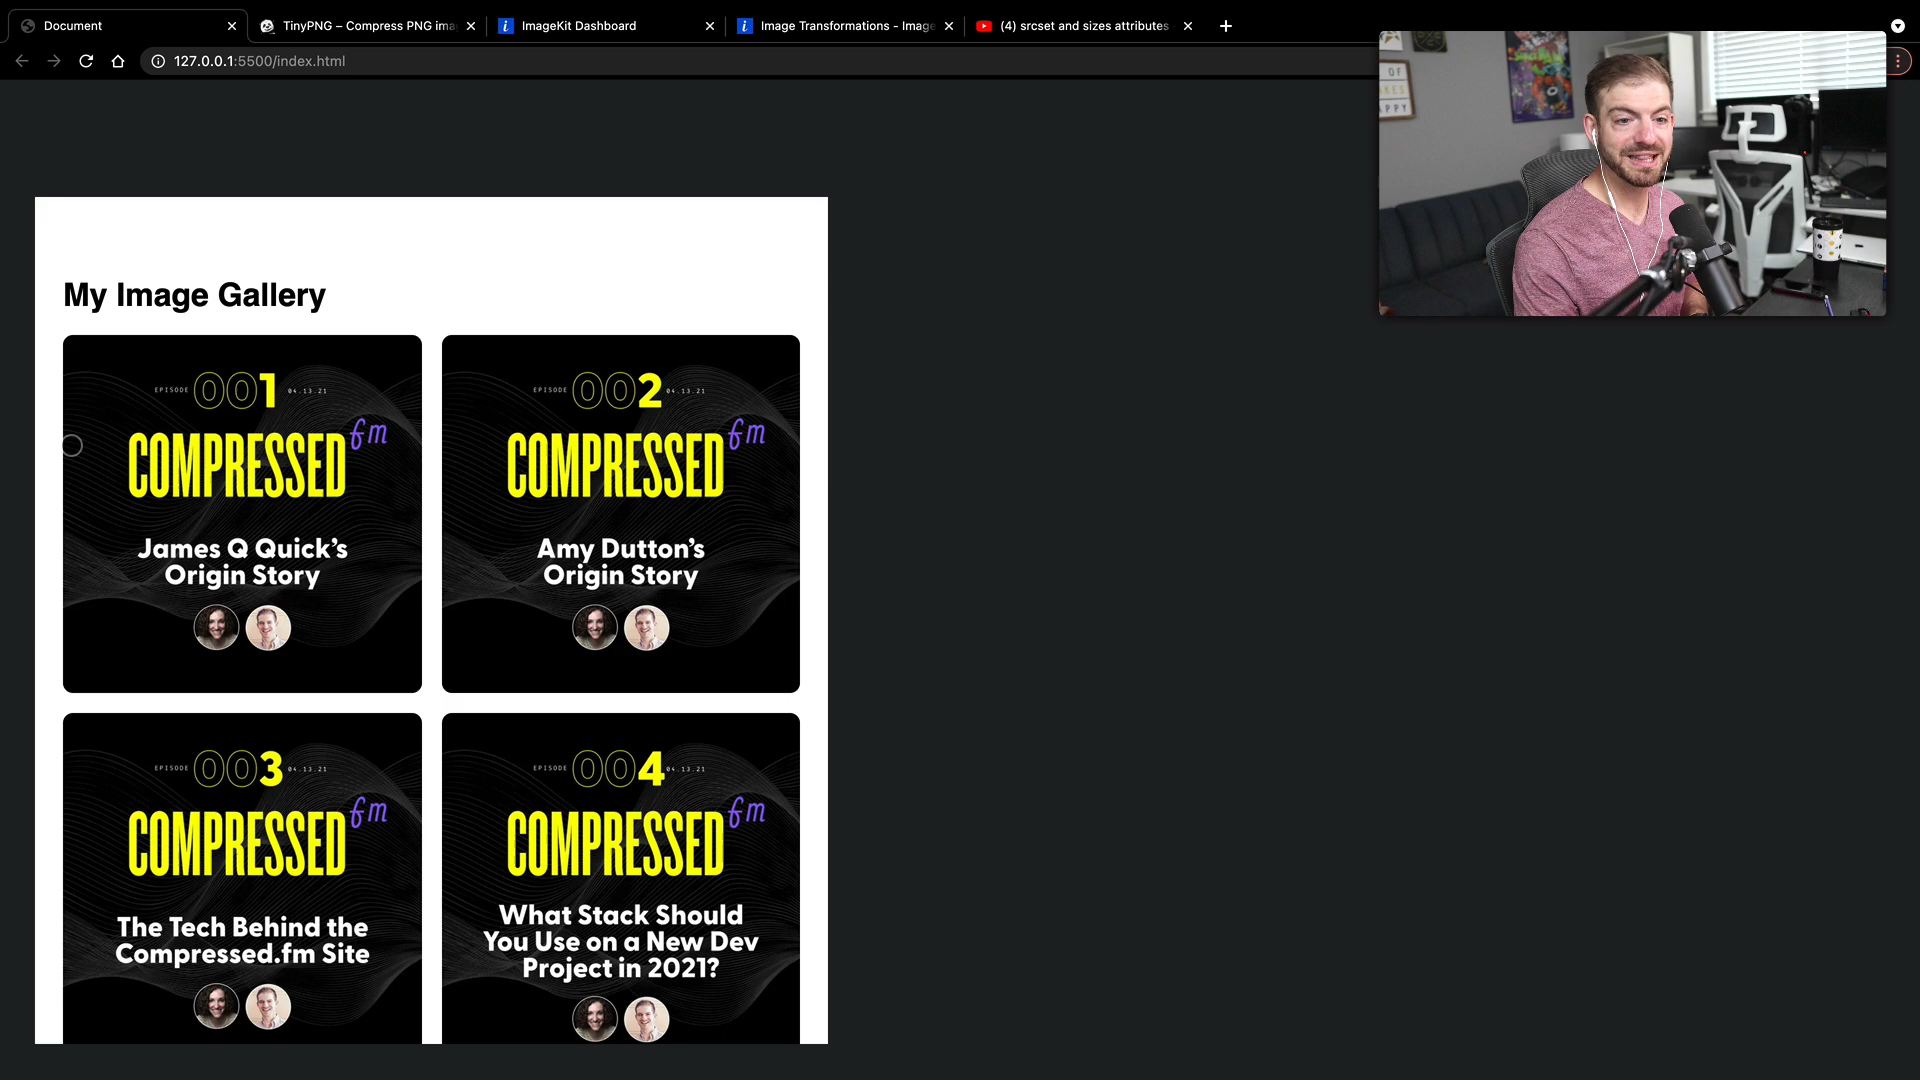 Document
TinyPNG – Compress PNG ima
ImageKit Dashboard
Image Transformations - Image
(4) srcset and sizes attributes
127.0.0.1:5500/index.html
OF
APPY
My Image Gallery
EPISODE 001 04.13.21
COMPRESSED fm
James Q Quick’s
Origin Story
EPISODE 002 04.13.21
COMPRESSED fm
Amy Dutton’s
Origin Story
EPISODE 003 04.13.21
COMPRESSED fm
The Tech Behind the
Compressed.fm Site
EPISODE 004 04.13.21
COMPRESSED fm
What Stack Should
You Use on a New Dev
Project in 2021?